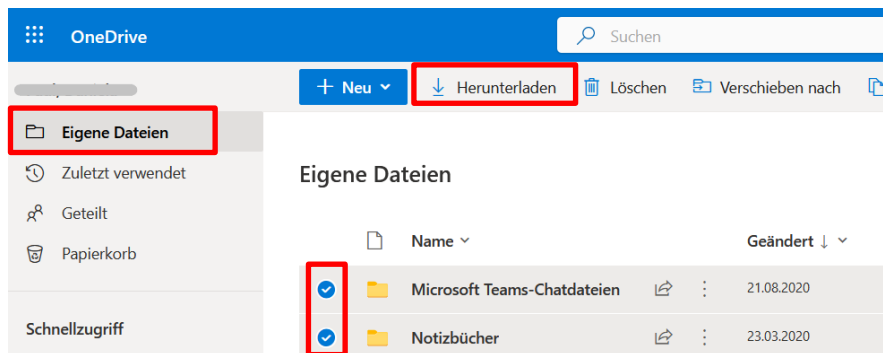 OneDrive
Suchen
Neu
Herunterladen
Löschen
Verschieben nach
Eigene Dateien
Zuletzt verwendet
Geteilt
Papierkorb
Schnellzugriff
Eigene Dateien
Name
Geändert
Microsoft Teams-Chatdateien
21.08.2020
Notizbücher
23.03.2020